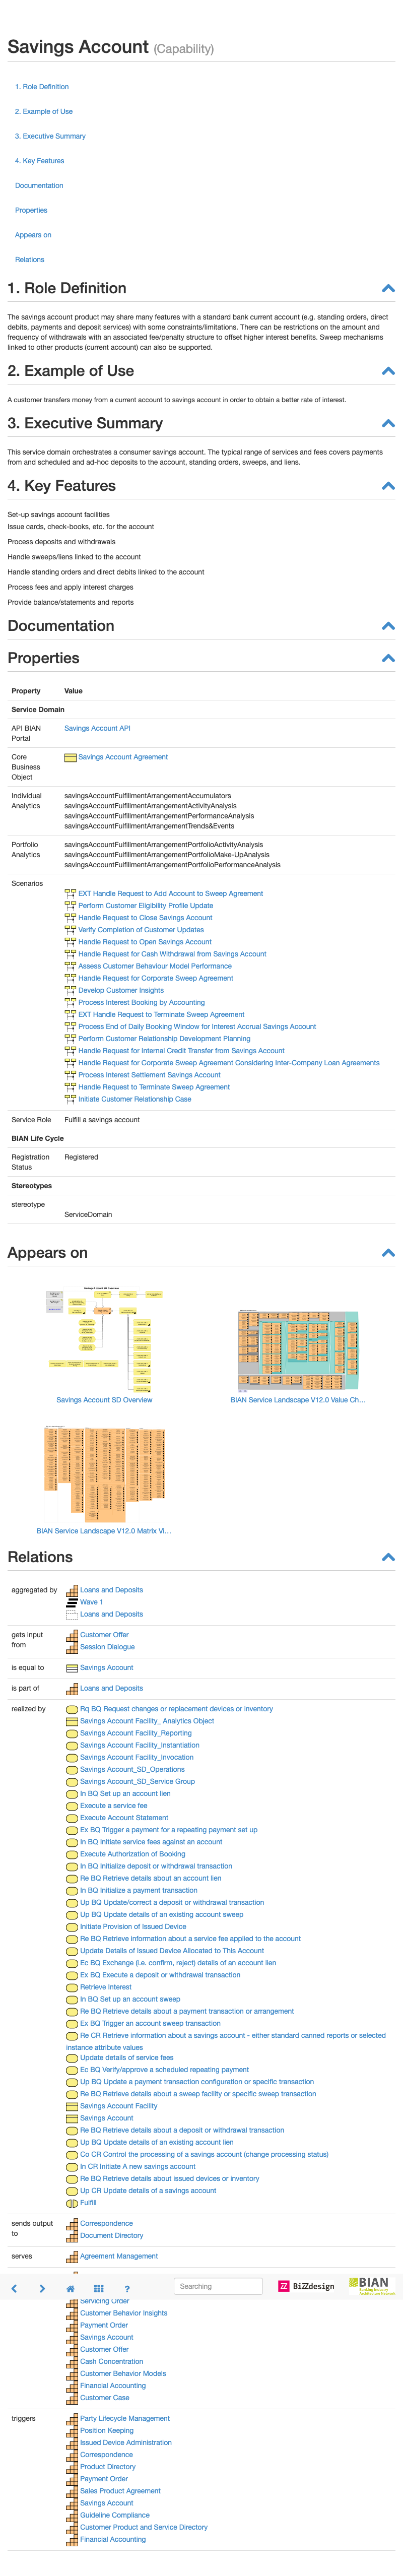 Savings Account (Capability)
1. Role Definition
2. Example of Use
3. Executive Summary
4. Key Features
Documentation
Properties
Appears on
Relations
1. Role Definition
The savings account product may share many features with a standard bank current account (e.g. standing orders, direct
debits, payments and deposit services) with some constraints/limitations. There can be restrictions on the amount and
frequency of withdrawals with an associated fee/penalty structure to offset higher interest benefits. Sweep mechanisms
linked to other products (current account) can also be supported.
2. Example of Use
A customer transfers money from a current account to savings account in order to obtain a better rate of interest.
3. Executive Summary
This service domain orchestrates a consumer savings account. The typical range of services and fees covers payments
from and scheduled and ad-hoc deposits to the account, standing orders, sweeps, and liens.
4. Key Features
Set-up savings account facilities
Issue cards, check-books, etc. for the account
Process deposits and withdrawals
Handle sweeps/liens linked to the account
Handle standing orders and direct debits linked to the account
Process fees and apply interest charges
Provide balance/statements and reports
Documentation
Properties
Property Value
Service Domain
API BIAN Portal Savings Account API
Core Business Object Savings Account Agreement
Individual Analytics savingsAccountFulfillmentArrangementAccumulators
savingsAccountFulfillmentArrangementActivityAnalysis
savingsAccountFulfillmentArrangementPerformanceAnalysis
savingsAccountFulfillmentArrangementTrends&Events
Portfolio Analytics savingsAccountFulfillmentArrangementPortfolioActivityAnalysis
savingsAccountFulfillmentArrangementPortfolioMake-UpAnalysis
savingsAccountFulfillmentArrangementPortfolioPerformanceAnalysis
Scenarios
EXT Handle Request to Add Account to Sweep Agreement
Perform Customer Eligibility Profile Update
Handle Request to Close Savings Account
Verify Completion of Customer Updates
Handle Request to Open Savings Account
Handle Request for Cash Withdrawal from Savings Account
Assess Customer Behaviour Model Performance
Handle Request for Corporate Sweep Agreement
Develop Customer Insights
Process Interest Booking by Accounting
EXT Handle Request to Terminate Sweep Agreement
Process End of Daily Booking Window for Interest Accrual Savings Account
Perform Customer Relationship Development Planning
Handle Request for Internal Credit Transfer from Savings Account
Handle Request for Corporate Sweep Agreement Considering Inter-Company Loan Agreements
Process Interest Settlement Savings Account
Handle Request to Terminate Sweep Agreement
Initiate Customer Relationship Case
Service Role Fulfill a savings account
BIAN Life Cycle
Registration Status Registered
Stereotypes
stereotype
ServiceDomain
Appears on
Savings Account SD Overview
BIAN Service Landscape V12.0 Value Ch...
BIAN Service Landscape V12.0 Matrix Vi...
Relations
aggregated by Loans and Deposits
Wave 1
Loans and Deposits
gets input from Customer Offer
Session Dialogue
is equal to Savings Account
is part of Loans and Deposits
realized by Rq BQ Request changes or replacement devices or inventory
Savings Account Facility_ Analytics Object
Savings Account Facility_Reporting
Savings Account Facility_Instantiation
Savings Account Facility_Invocation
Savings Account_SD_Operations
Savings Account_SD_Service Group
In BQ Set up an account lien
Execute a service fee
Execute Account Statement
Ex BQ Trigger a payment for a repeating payment set up
In BQ Initiate service fees against an account
Execute Authorization of Booking
In BQ Initialize deposit or withdrawal transaction
Re BQ Retrieve details about an account lien
In BQ Initialize a payment transaction
Up BQ Update/correct a deposit or withdrawal transaction
Up BQ Update details of an existing account sweep
Initiate Provision of Issued Device
Re BQ Retrieve information about a service fee applied to the account
Update Details of Issued Device Allocated to This Account
Ec BQ Exchange (i.e. confirm, reject) details of an account lien
Ex BQ Execute a deposit or withdrawal transaction
Retrieve Interest
In BQ Set up an account sweep
Re BQ Retrieve details about a payment transaction or arrangement
Ex BQ Trigger an account sweep transaction
Re CR Retrieve information about a savings account - either standard canned reports or selected
instance attribute values
Update details of service fees
Ec BQ Verify/approve a scheduled repeating payment
Up BQ Update a payment transaction configuration or specific transaction
Re BQ Retrieve details about a sweep facility or specific sweep transaction
Savings Account Facility
Savings Account
Re BQ Retrieve details about a deposit or withdrawal transaction
Up BQ Update details of an existing account lien
Co CR Control the processing of a savings account (change processing status)
In CR Initiate A new savings account
Re BQ Retrieve details about issued devices or inventory
Up CR Update details of a savings account
Fulfill
sends output to Correspondence
Document Directory
serves Agreement Management
Searching
BiZZdesign
BIAN
Servicing Order
Customer Behavior Insights
Payment Order
Savings Account
Customer Offer
Cash Concentration
Customer Behavior Models
Financial Accounting
Customer Case
triggers Party Lifecycle Management
Position Keeping
Issued Device Administration
Correspondence
Product Directory
Payment Order
Sales Product Agreement
Savings Account
Guideline Compliance
Customer Product and Service Directory
Financial Accounting